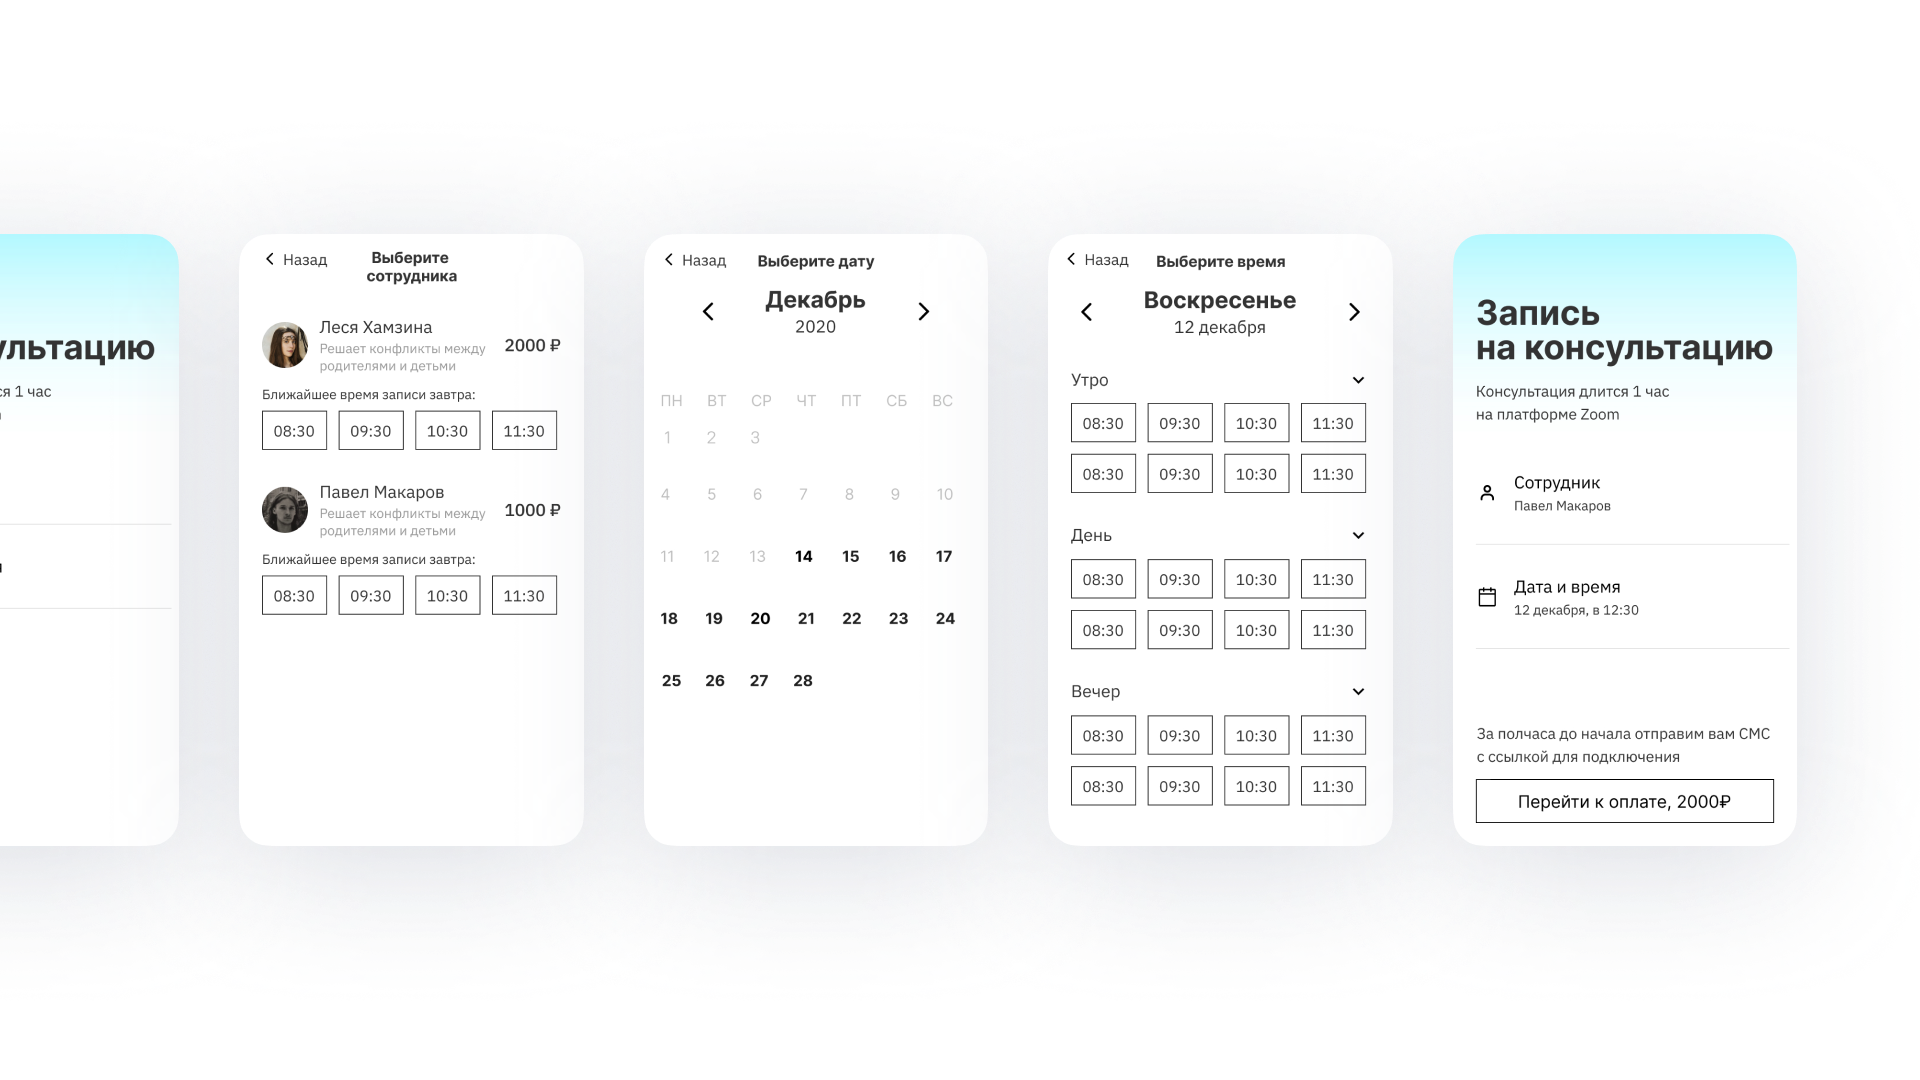 ся 1 час
Назад
Выберите
сотрудника
Леся Хамзина
Решает конфликты между
родителями и детьми
2000 ₽
Ближайшее время записи завтра:
08:30 09:30 10:30 11:30
Павел Макаров
Решает конфликты между
родителями и детьми
1000 ₽
Ближайшее время записи завтра:
08:30 09:30 10:30 11:30
Назад
Выберите дату
Декабрь
2020
ПН ВТ СР ЧТ ПТ СБ ВС
1 2 3
4 5 6 7 8 9 10
11 12 13 14 15 16 17
18 19 20 21 22 23 24
25 26 27 28
Назад
Выберите время
Воскресенье
12 декабря
Утро
08:30 09:30 10:30 11:30
08:30 09:30 10:30 11:30
День
08:30 09:30 10:30 11:30
08:30 09:30 10:30 11:30
Вечер
08:30 09:30 10:30 11:30
08:30 09:30 10:30 11:30
Запись
на консультацию
Консультация длится 1 час
на платформе Zoom
Сотрудник
Павел Макаров
Дата и время
12 декабря, в 12:30
За полчаса до начала отправим вам СМС
с ссылкой для подключения
Перейти к оплате, 2000₽